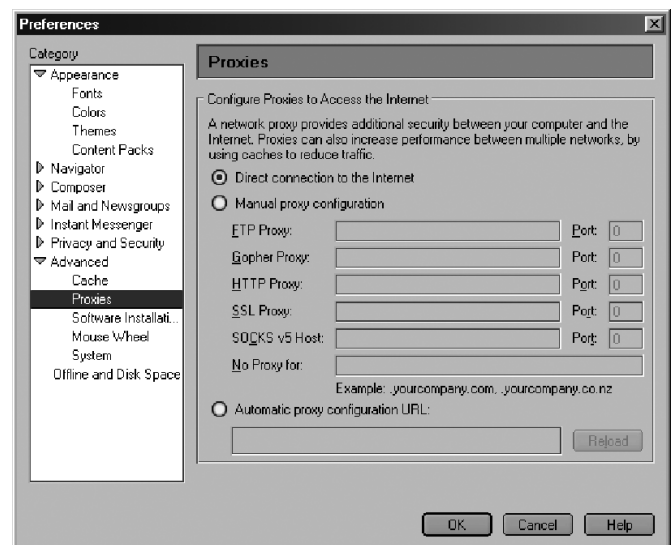 Preferences
Category
Appearance
Fonts
Colors
Themes
Content Packs
Navigator
Composer
Mail and Newsgroups
Instant Messenger
Privacy and Security
Advanced
Cache
Proxies
Software Installati...
Mouse Wheel
System
Offline and Disk Space
Proxies
Configure Proxies to Access the Internet
A network proxy provides additional security between your computer and the
Internet. Proxies can also increase performance between multiple networks, by
using caches to reduce traffic.
Direct connection to the Internet
Manual proxy configuration
FTP Proxy: Port: 0
Gopher Proxy: Port: 0
HTTP Proxy: Port: 0
SSL Proxy: Port: 0
SOCKS v5 Host: Port: 0
No Proxy for:
Example: .yourcompany.com, .yourcompany.co.nz
Automatic proxy configuration URL:
Reload
OK Cancel Help